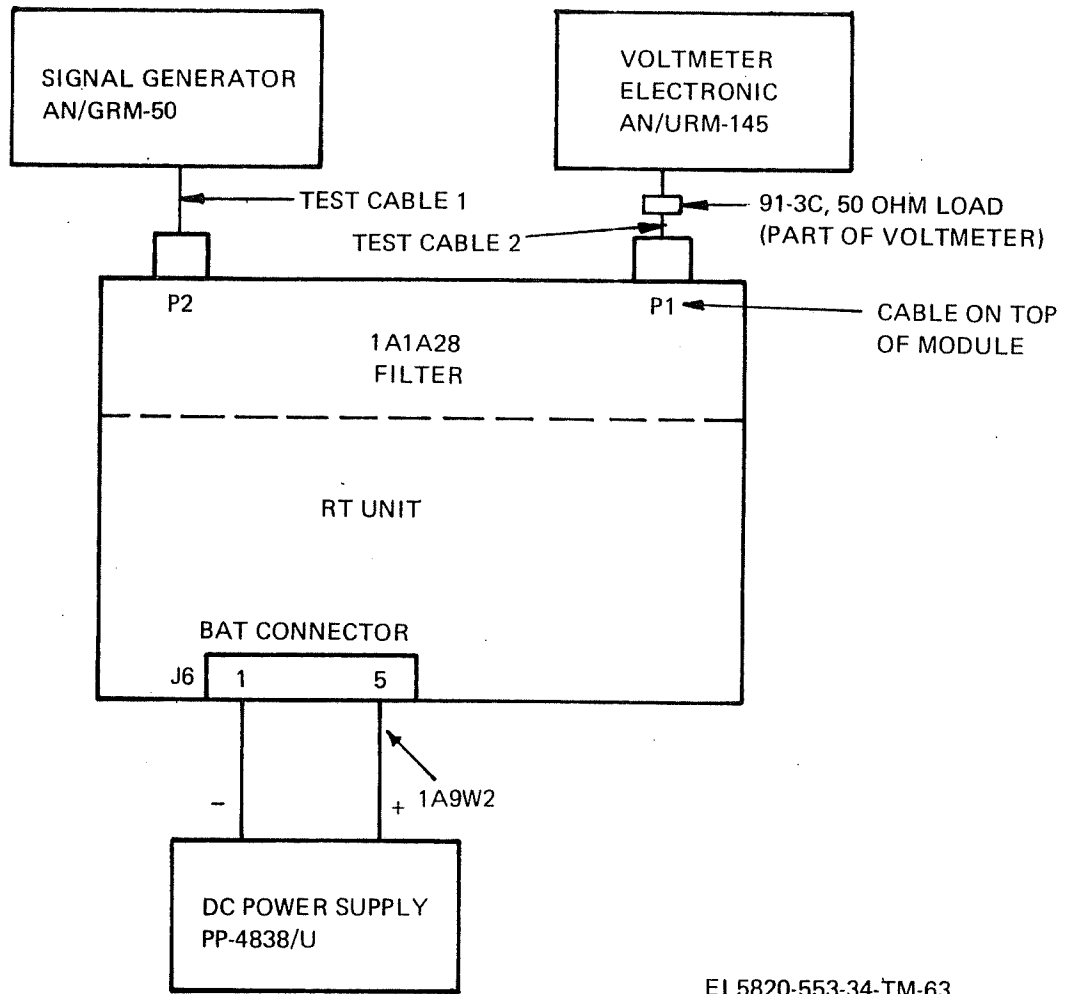 SIGNAL GENERATOR
AN/GRM-50
VOLTMETER
ELECTRONIC
AN/URM-145
TEST CABLE 1
91-3C, 50 OHM LOAD
(PART OF VOLTMETER)
TEST CABLE 2
P2
P1
CABLE ON TOP
OF MODULE
1A1A28
FILTER
RT UNIT
BAT CONNECTOR
J6 1 5
- +
1A9W2
DC POWER SUPPLY
PP-4838/U
EL5820-553-34-TM-63